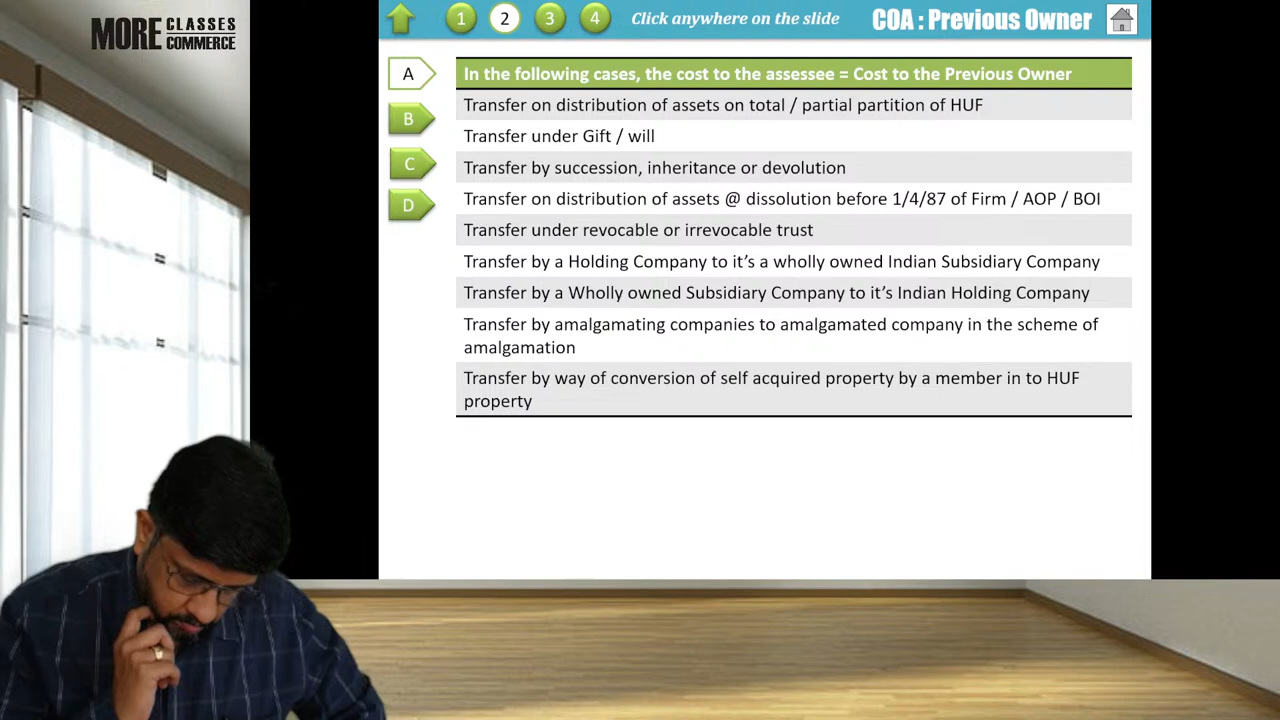 MORE CLASSES COMMERCE
1 2 3 4 Click anywhere on the slide COA : Previous Owner
A
B
C
D
In the following cases, the cost to the assessee = Cost to the Previous Owner
Transfer on distribution of assets on total / partial partition of HUF
Transfer under Gift / will
Transfer by succession, inheritance or devolution
Transfer on distribution of assets @ dissolution before 1/4/87 of Firm / AOP / BOI
Transfer under revocable or irrevocable trust
Transfer by a Holding Company to it's a wholly owned Indian Subsidiary Company
Transfer by a Wholly owned Subsidiary Company to it's Indian Holding Company
Transfer by amalgamating companies to amalgamated company in the scheme of
amalgamation
Transfer by way of conversion of self acquired property by a member in to HUF
property